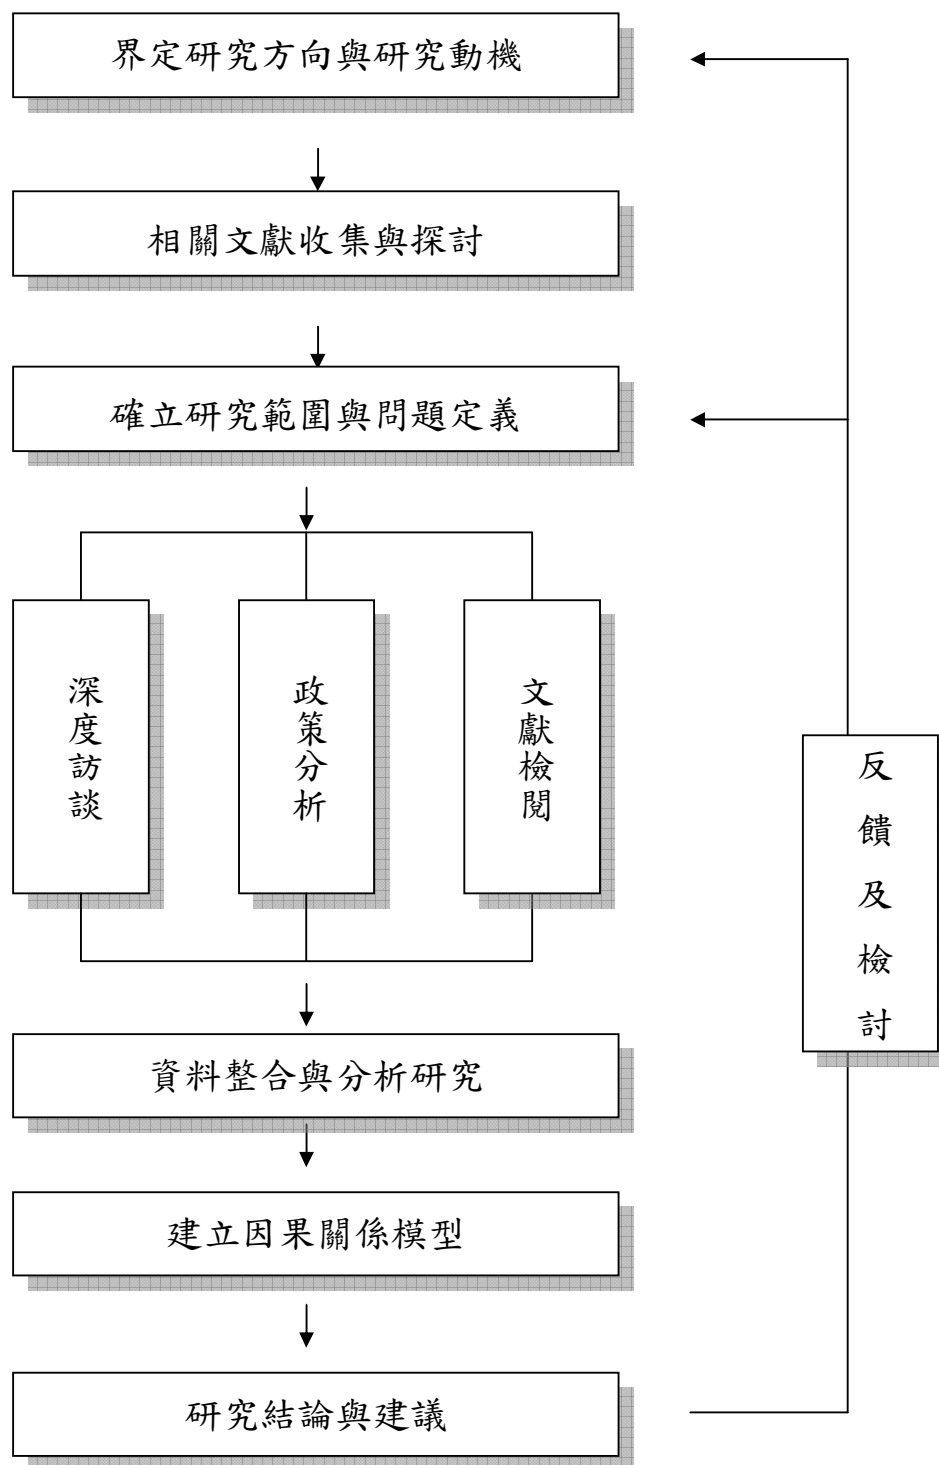 界定研究方向與研究動機
相關文獻收集與探討
確立研究範圍與問題定義
深度訪談
政策分析
文獻檢閱
反饋及檢討
資料整合與分析研究
建立因果關係模型
研究結論與建議